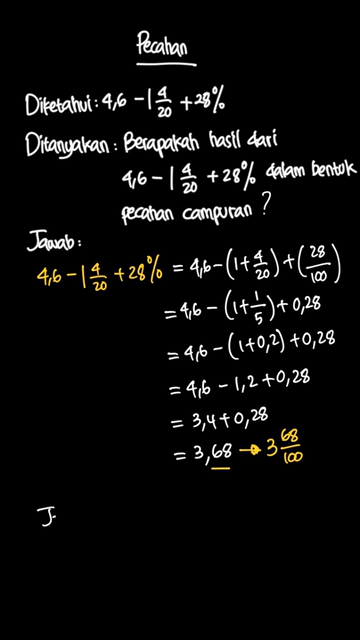 Pecahan
Diketahui: 4,6 - 1 4/20 + 28%
Ditanyakan: Berapakah hasil dari
4,6 - 1 4/20 + 28% dalam bentuk
pecahan campuran?
Jawab:
4,6 - 1 4/20 + 28% = 4,6 - (1 + 4/20) + (28/100)
= 4,6 - (1 + 1/5) + 0,28
= 4,6 - (1 + 0,2) + 0,28
= 4,6 - 1,2 + 0,28
= 3,4 + 0,28
= 3,68 → 3 68/100
J